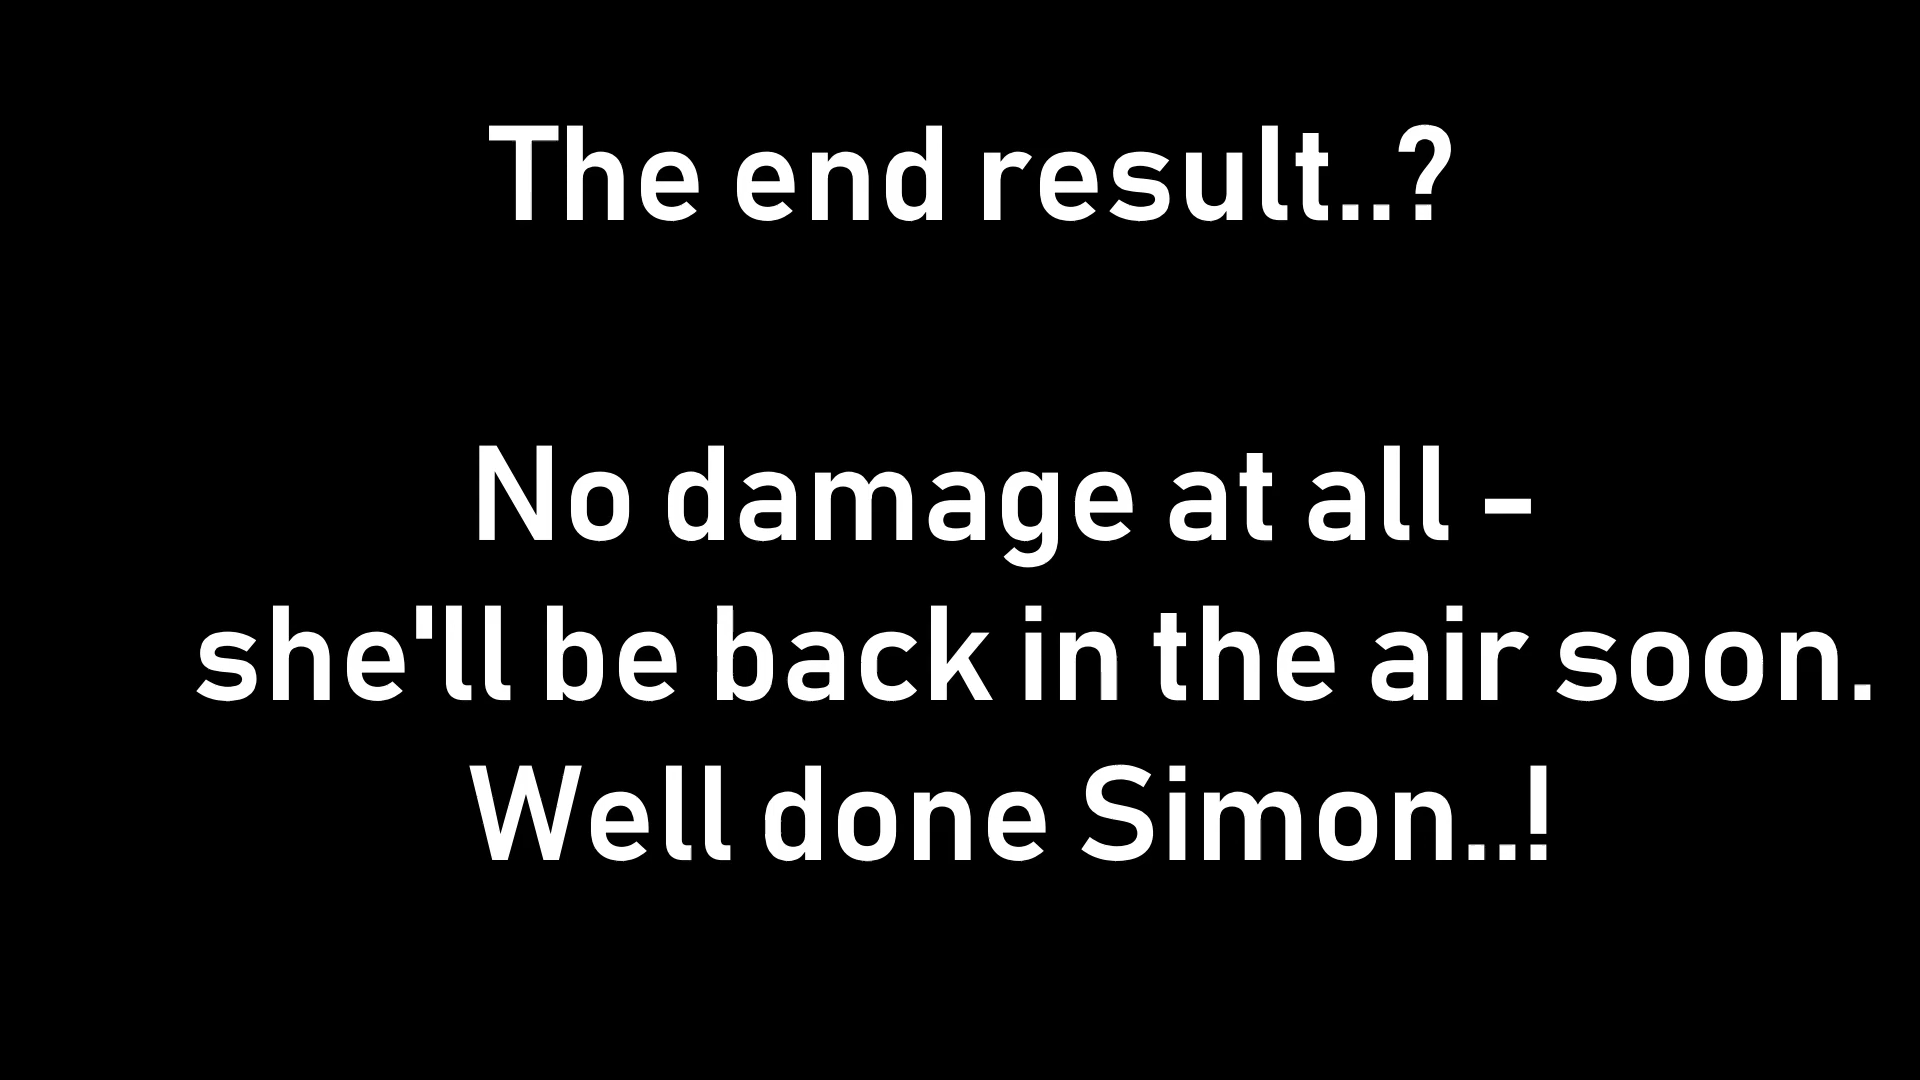 The end result..?
No damage at all -
she'll be back in the air soon.
Well done Simon..!